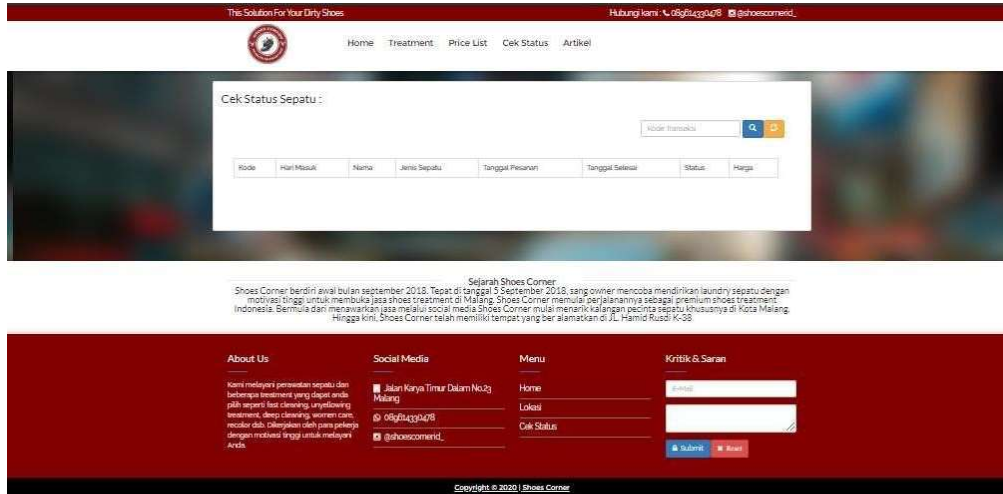 This Solution For Your Dirty Shoes
Hubungi kami : 089614330478 @shoescornerid_
Home Treatment Price List Cek Status Artikel
Cek Status Sepatu :
Kode Transaksi
Kode Hari Masuk Nama Jenis Sepatu Tanggal Pesanan Tanggal Selesai Status Harga
Sejarah Shoes Corner
Shoes Corner berdiri awal bulan september 2018. Tepat di tanggal 5 September 2018, sang owner mencoba mendirikan laundry sepatu dengan
motivasi tinggi untuk membuka jasa shoes treatment di Malang. Shoes Corner memulai perjalanannya sebagai premium shoes treatment
Indonesia. Bermula dari menawarkan jasa melalui social media Shoes Corner mulai menarik kalangan pecinta sepatu khususnya di Kota Malang.
Hingga kini, Shoes Corner telah memiliki tempat yang ber alamatkan di JL. Hamid Rusdi K-38
About Us
Kami melayani perawatan sepatu dan
beberapa treatment yang dapat anda
pilih seperti fast cleaning, unyellowing
treatment, deep cleaning, women care,
recolor dsb. Dikerjakan oleh para pekerja
dengan motivasi tinggi untuk melayani
Anda.
Social Media
Jalan Karya Timur Dalam No.23
Malang
089614330478
@shoescornerid_
Menu
Home
Lokasi
Cek Status
Kritik & Saran
E-Mail
Submit Reset
Copyright © 2020 | Shoes Corner